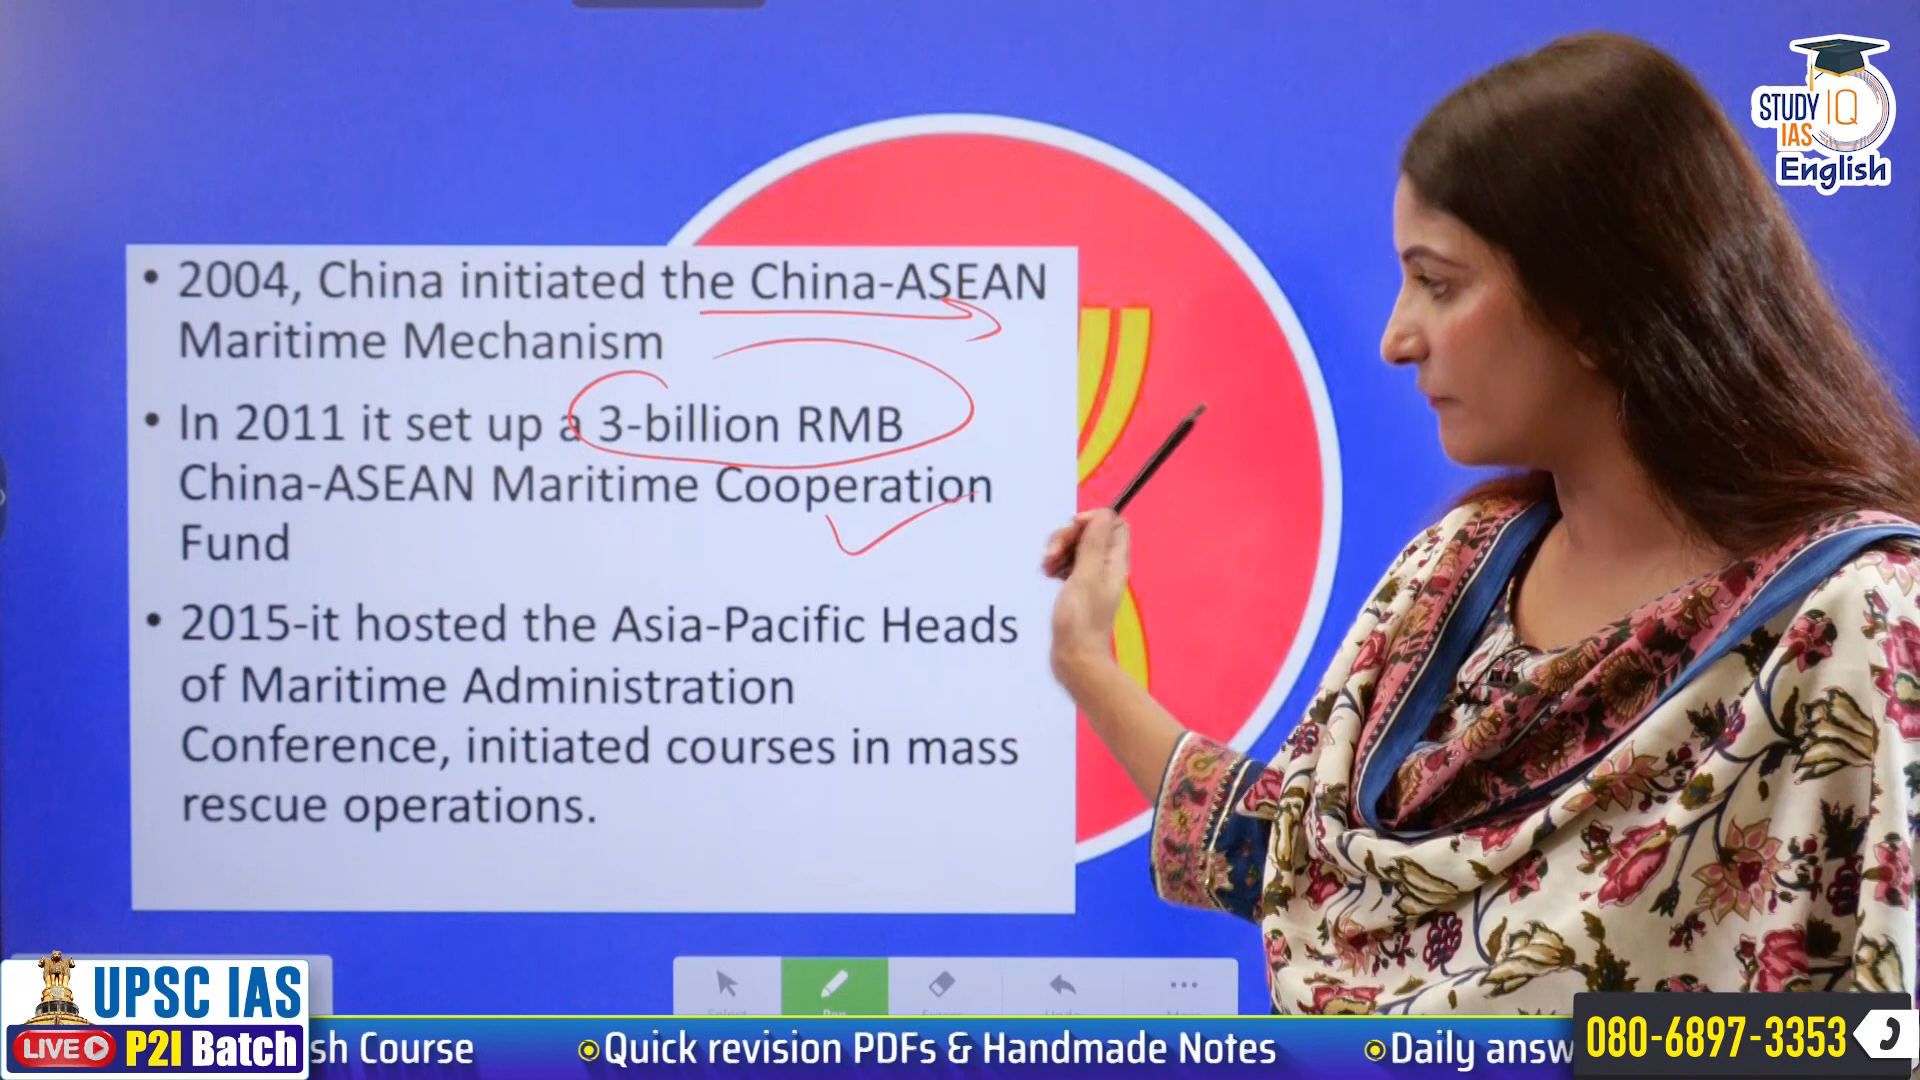 STUDY IQ
IAS
English
• 2004, China initiated the China-ASEAN
Maritime Mechanism
• In 2011 it set up a 3-billion RMB
China-ASEAN Maritime Cooperation
Fund
• 2015-it hosted the Asia-Pacific Heads
of Maritime Administration
Conference, initiated courses in mass
rescue operations.
UPSC IAS
LIVE P2I Batch
sh Course
Quick revision PDFs & Handmade Notes
Daily answ
080-6897-3353